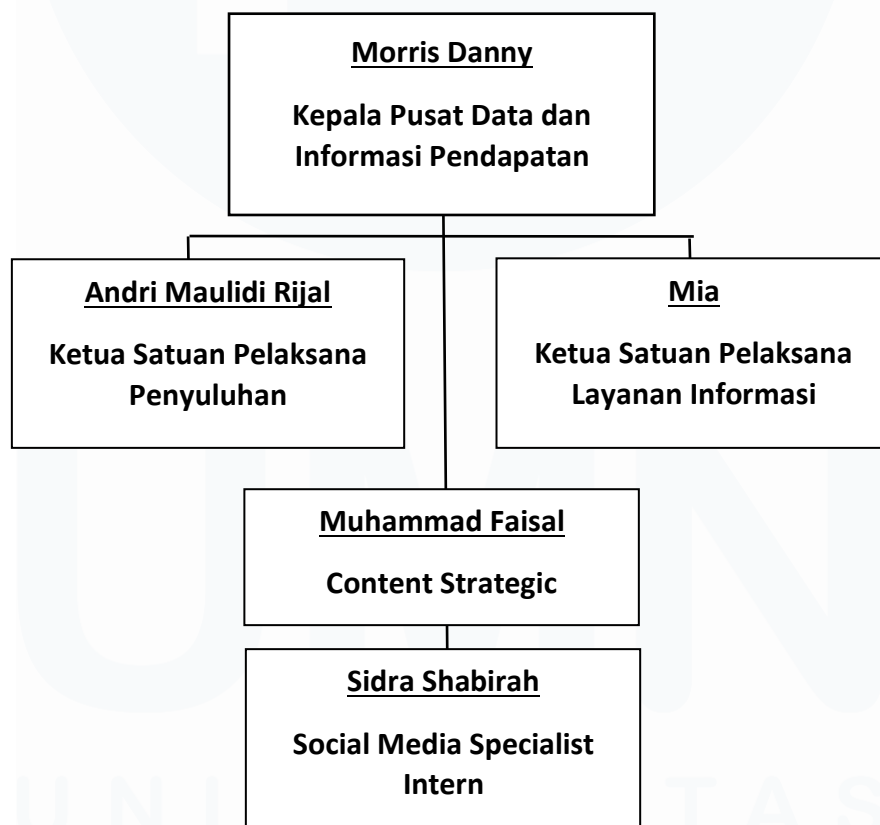 Morris Danny
Kepala Pusat Data dan
Informasi Pendapatan
Andri Maulidi Rijal
Ketua Satuan Pelaksana
Penyuluhan
Mia
Ketua Satuan Pelaksana
Layanan Informasi
Muhammad Faisal
Content Strategic
Sidra Shabirah
Social Media Specialist
Intern
UMN
U N I T A S